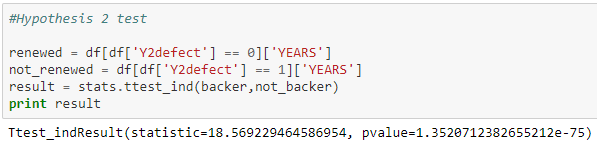 #Hypothesis 2 test
renewed = df[df['Y2defect'] == 0]['YEARS']
not_renewed = df[df['Y2defect'] == 1]['YEARS']
result = stats.ttest_ind(backer,not_backer)
print result
Ttest_indResult(statistic=18.569229464586954, pvalue=1.3520712382655212e-75)